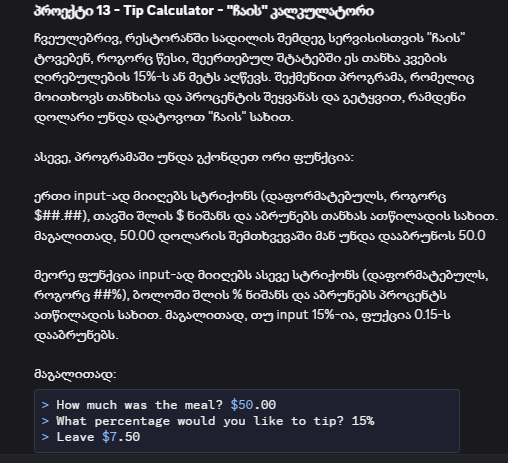 პროექტი 13 - Tip Calculator - "ჩაის" კალკულატორი
ჩვეულებრივ, რესტორანში სადილის შემდეგ სერვისისთვის "ჩაის"
ტოვებენ, როგორც წესი, შეერთებულ შტატებში ეს თანხა კვების
ღირებულების 15%-ს ან მეტს აღწევს. შექმენით პროგრამა, რომელიც
მოითხოვს თანხისა და პროცენტის შეყვანას და გეტყვით, რამდენი
დოლარი უნდა დატოვოთ "ჩაის" სახით.
ასევე, პროგრამაში უნდა გქონდეთ ორი ფუნქცია:
ერთი input-ად მიიღებს სტრიქონს (დაფორმატებულს, როგორც
$##.##), თავში შლის $ ნიშანს და აბრუნებს თანხას ათწილადის სახით.
მაგალითად, 50.00 დოლარის შემთხვევაში მან უნდა დააბრუნოს 50.0
მეორე ფუნქცია input-ად მიიღებს ასევე სტრიქონს (დაფორმატებულს,
როგორც ##%), ბოლოში შლის % ნიშანს და აბრუნებს პროცენტს
ათწილადის სახით. მაგალითად, თუ input 15%-ია, ფუქცია 0.15-ს
დააბრუნებს.
მაგალითად:
> How much was the meal? $50.00
> What percentage would you like to tip? 15%
> Leave $7.50